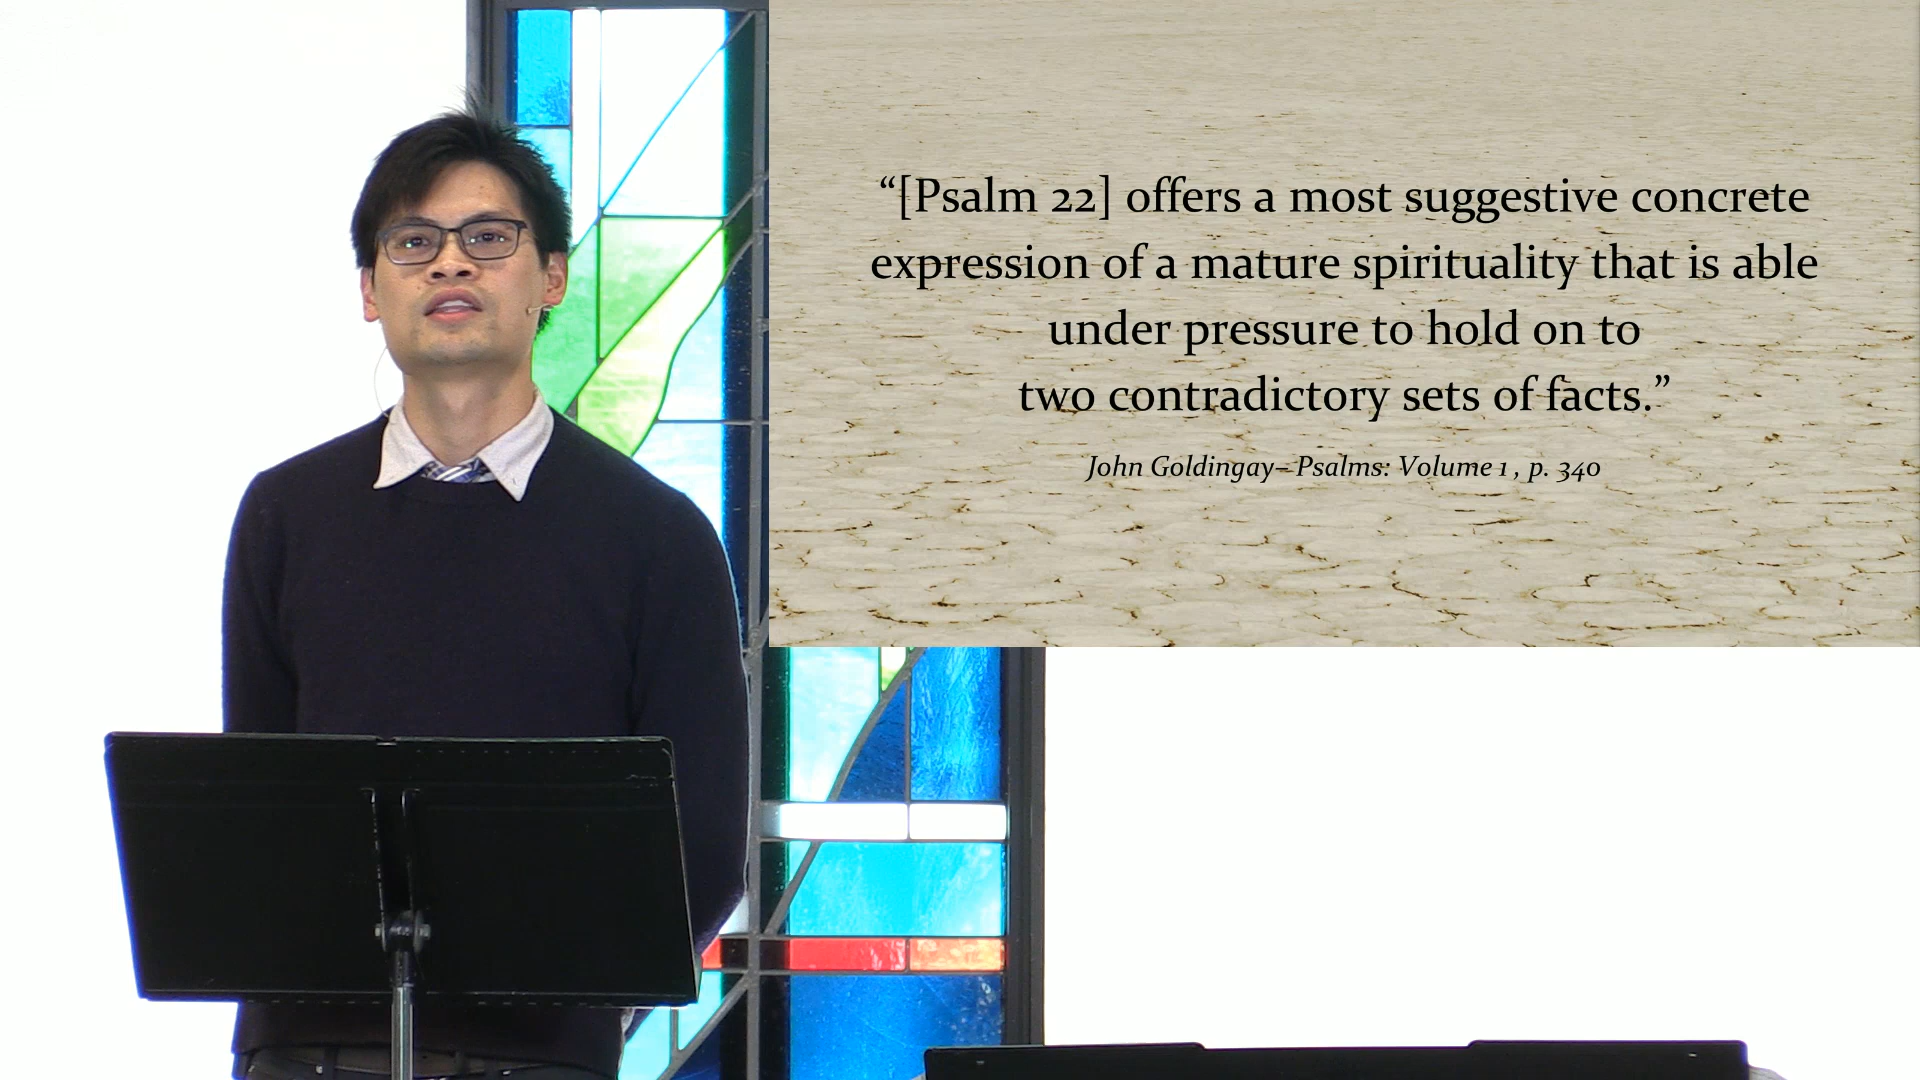 “[Psalm 22] offers a most suggestive concrete
expression of a mature spirituality that is able
under pressure to hold on to
two contradictory sets of facts.”
John Goldingay– Psalms: Volume 1 , p. 340